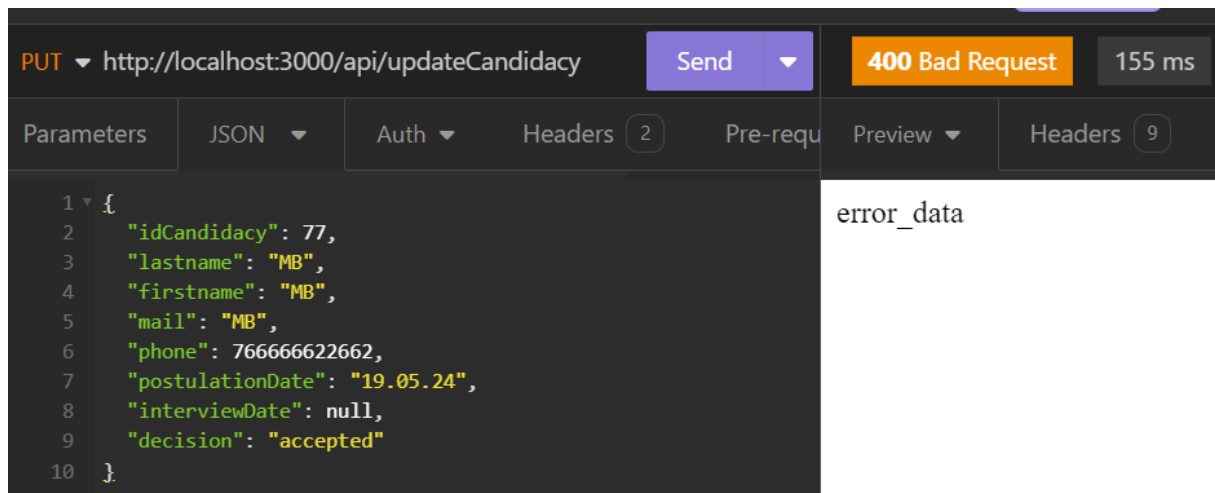 PUT http://localhost:3000/api/updateCandidacy Send 400 Bad Request 155 ms
Parameters JSON Auth Headers 2 Pre-requ Preview Headers 9
1 {
2 "idCandidacy": 77,
3 "lastname": "MB",
4 "firstname": "MB",
5 "mail": "MB",
6 "phone": 766666622662,
7 "postulationDate": "19.05.24",
8 "interviewDate": null,
9 "decision": "accepted"
10 }
error_data